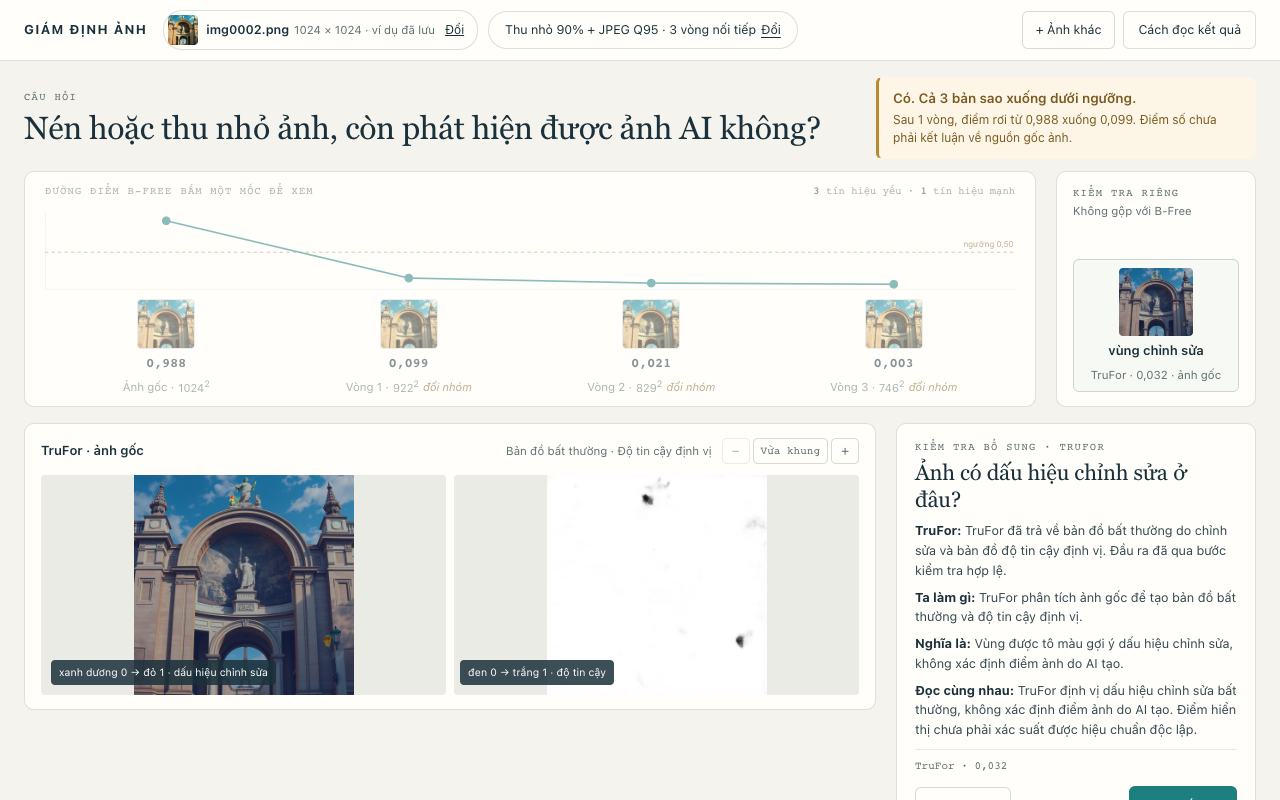 GIÁM ĐỊNH ẢNH
img0002.png 1024 × 1024 · ví dụ đã lưu Đổi
Thu nhỏ 90% + JPEG Q95 · 3 vòng nối tiếp Đổi
+ Ảnh khác
Cách đọc kết quả
CÂU HỎI
Nén hoặc thu nhỏ ảnh, còn phát hiện được ảnh AI không?
Có. Cả 3 bản sao xuống dưới ngưỡng.
Sau 1 vòng, điểm rơi từ 0,988 xuống 0,099. Điểm số chưa
phải kết luận về nguồn gốc ảnh.
ĐƯỜNG ĐIỂM B-FREE BẤM MỘT MỐC ĐỂ XEM
3 tín hiệu yếu · 1 tín hiệu mạnh
ngưỡng 0,50
0,988
0,099
0,021
0,003
Ảnh gốc · 1024²
Vòng 1 · 922² đổi nhóm
Vòng 2 · 829² đổi nhóm
Vòng 3 · 746² đổi nhóm
KIỂM TRA RIÊNG
Không gộp với B-Free
vùng chỉnh sửa
TruFor · 0,032 · ảnh gốc
TruFor · ảnh gốc
Bản đồ bất thường · Độ tin cậy định vị
−
Vừa khung
+
xanh dương 0 → đỏ 1 · dấu hiệu chỉnh sửa
đen 0 → trắng 1 · độ tin cậy
KIỂM TRA BỔ SUNG · TRUFOR
Ảnh có dấu hiệu chỉnh sửa ở
đâu?
TruFor: TruFor đã trả về bản đồ bất thường do chỉnh
sửa và bản đồ độ tin cậy định vị. Đầu ra đã qua bước
kiểm tra hợp lệ.
Ta làm gì: TruFor phân tích ảnh gốc để tạo bản đồ bất
thường và độ tin cậy định vị.
Nghĩa là: Vùng được tô màu gợi ý dấu hiệu chỉnh sửa,
không xác định điểm ảnh do AI tạo.
Đọc cùng nhau: TruFor định vị dấu hiệu chỉnh sửa bất
thường, không xác định điểm ảnh do AI tạo. Điểm hiển
thị chưa phải xác suất được hiệu chuẩn độc lập.
TruFor · 0,032